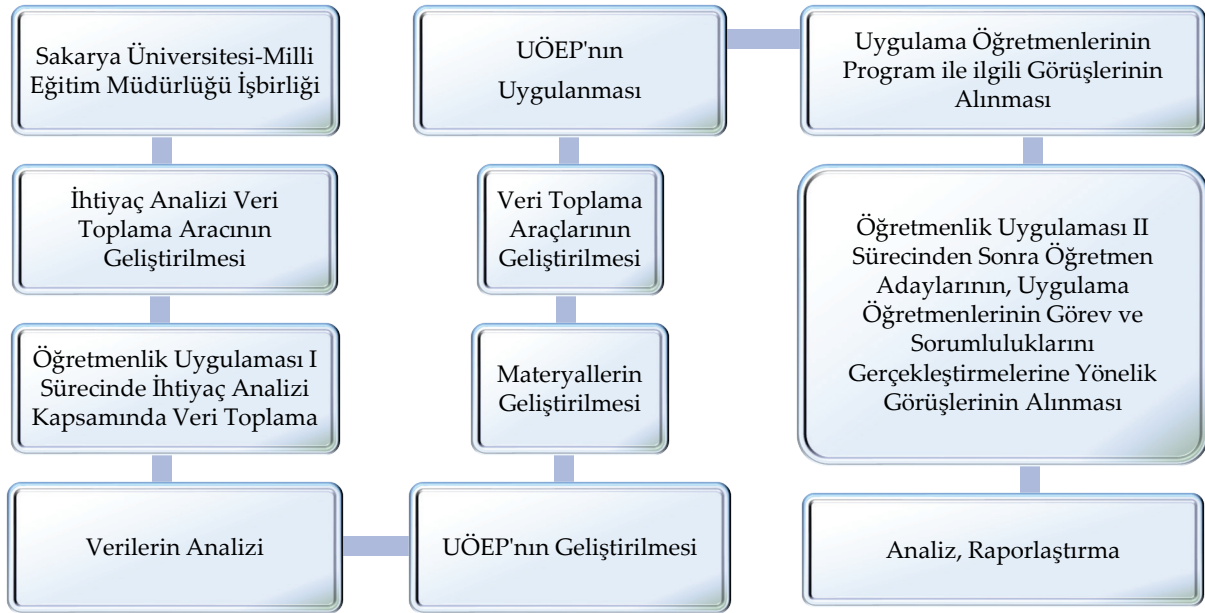 Sakarya Üniversitesi-Milli
Eğitim Müdürlüğü İşbirliği
İhtiyaç Analizi Veri
Toplama Aracının
Geliştirilmesi
Öğretmenlik Uygulaması I
Sürecinde İhtiyaç Analizi
Kapsamında Veri Toplama
Verilerin Analizi
UÖEP'nın Geliştirilmesi
Materyallerin
Geliştirilmesi
Veri Toplama
Araçlarının
Geliştirilmesi
UÖEP'nın
Uygulanması
Uygulama Öğretmenlerinin
Program ile ilgili Görüşlerinin
Alınması
Öğretmenlik Uygulaması II
Sürecinden Sonra Öğretmen
Adaylarının, Uygulama
Öğretmenlerinin Görev ve
Sorumluluklarını
Gerçekleştirmelerine Yönelik
Görüşlerinin Alınması
Analiz, Raporlaştırma